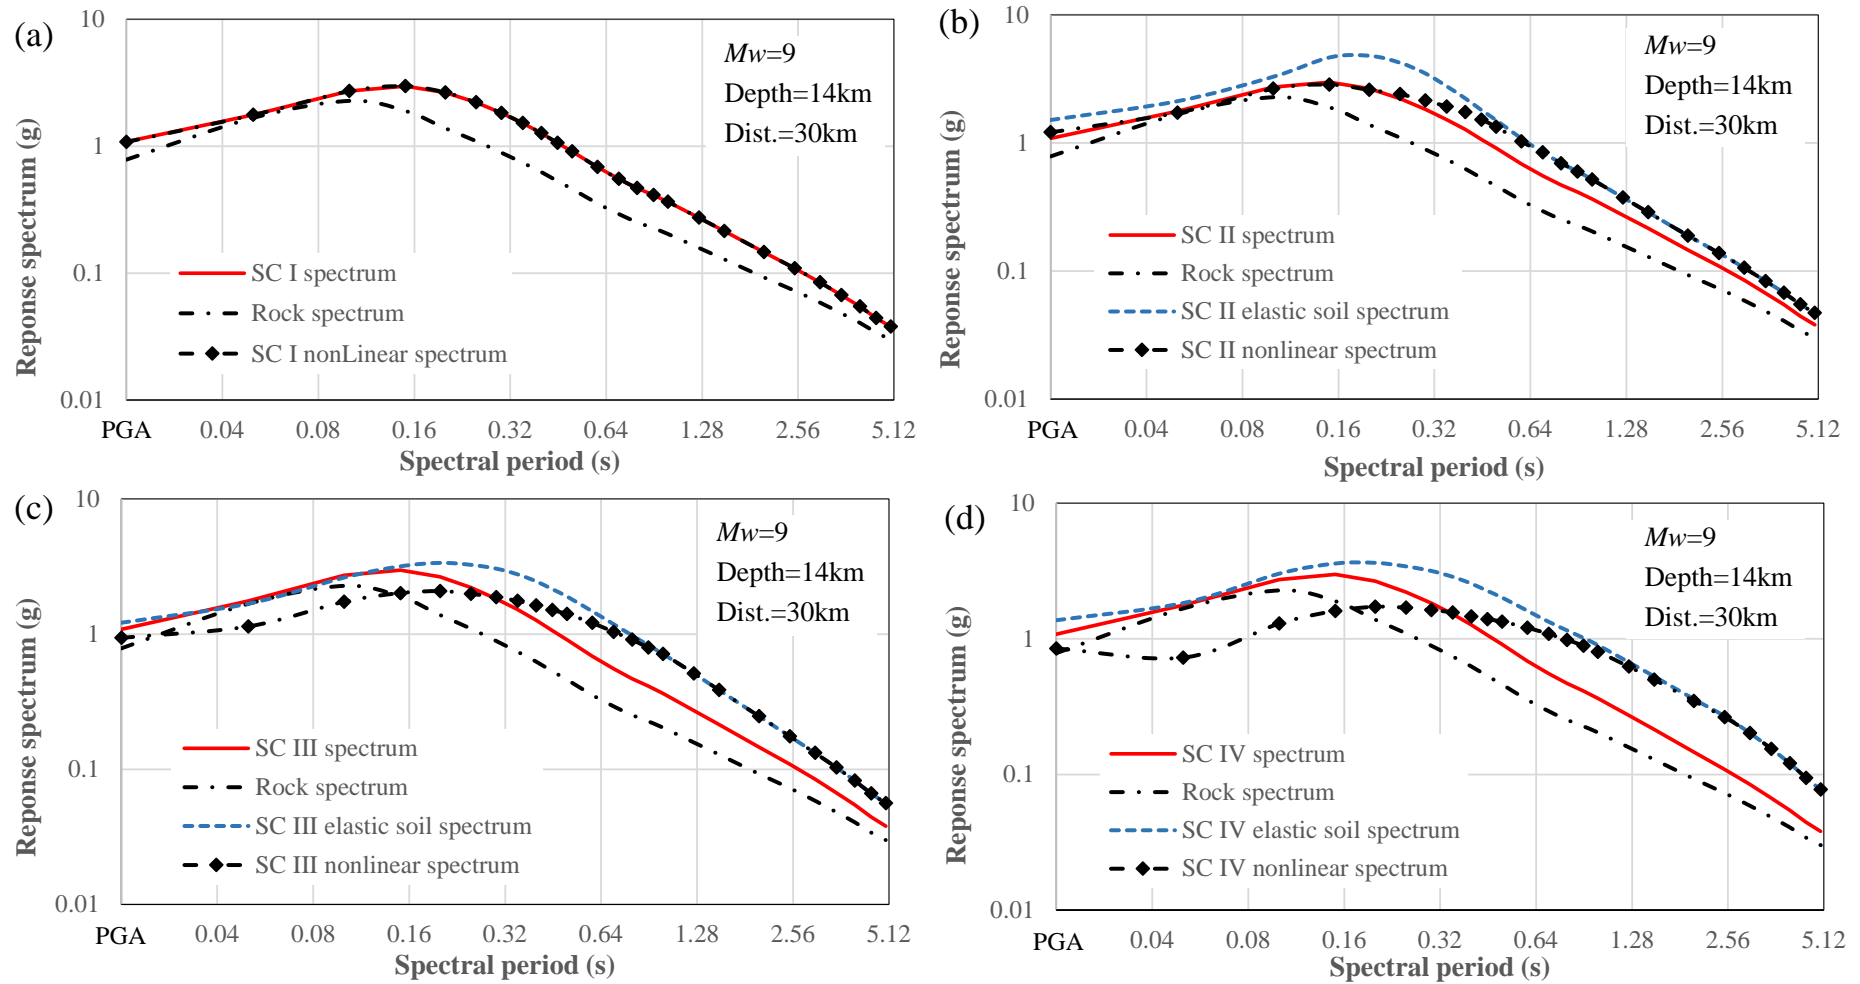 (a)
Reponse spectrum (g)
10
1
0.1
0.01
Mw=9
Depth=14km
Dist.=30km
SC I spectrum
Rock spectrum
SC I nonLinear spectrum
PGA 0.04 0.08 0.16 0.32 0.64 1.28 2.56 5.12
Spectral period (s)
(b)
Reponse spectrum (g)
10
1
0.1
0.01
Mw=9
Depth=14km
Dist.=30km
SC II spectrum
Rock spectrum
SC II elastic soil spectrum
SC II nonlinear spectrum
PGA 0.04 0.08 0.16 0.32 0.64 1.28 2.56 5.12
Spectral period (s)
(c)
Reponse spectrum (g)
10
1
0.1
0.01
Mw=9
Depth=14km
Dist.=30km
SC III spectrum
Rock spectrum
SC III elastic soil spectrum
SC III nonlinear spectrum
PGA 0.04 0.08 0.16 0.32 0.64 1.28 2.56 5.12
Spectral period (s)
(d)
Reponse spectrum (g)
10
1
0.1
0.01
Mw=9
Depth=14km
Dist.=30km
SC IV spectrum
Rock spectrum
SC IV elastic soil spectrum
SC IV nonlinear spectrum
PGA 0.04 0.08 0.16 0.32 0.64 1.28 2.56 5.12
Spectral period (s)